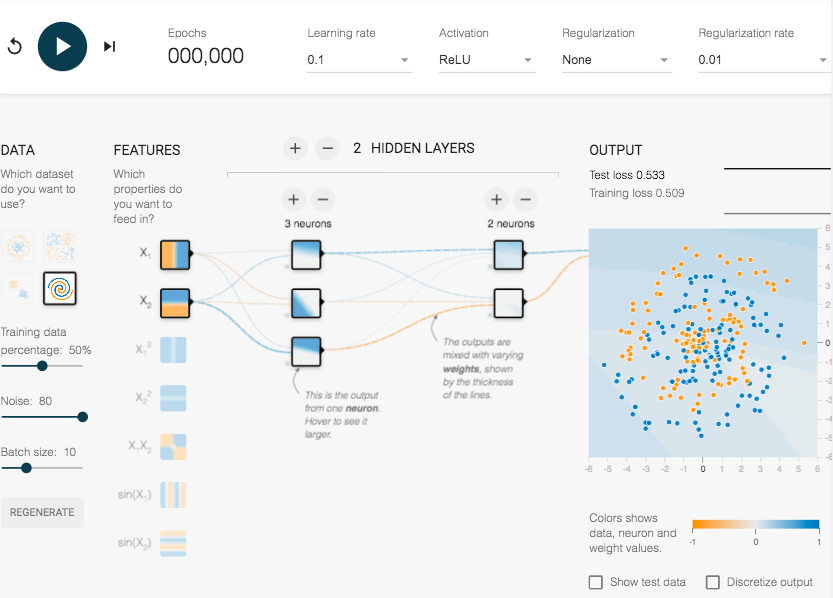 Epochs
000,000
Learning rate
0.1
Activation
ReLU
Regularization
None
Regularization rate
0.01
DATA
Which dataset
do you want to
use?
Training data
percentage: 50%
Noise: 80
Batch size: 10
REGENERATE
FEATURES
Which
properties do
you want to
feed in?
X₁
X₂
X₁²
X₂²
X₁X₂
sin(X₁)
sin(X₂)
+ − 2 HIDDEN LAYERS
+ −
3 neurons
+ −
2 neurons
This is the output
from one neuron.
Hover to see it
larger.
The outputs are
mixed with varying
weights, shown
by the thickness
of the lines.
OUTPUT
Test loss 0.533
Training loss 0.509
6
5
4
3
2
1
0
-1
-2
-3
-4
-5
-6
-6 -5 -4 -3 -2 -1 0 1 2 3 4 5 6
Colors shows
data, neuron and
weight values.
-1 0 1
Show test data
Discretize output